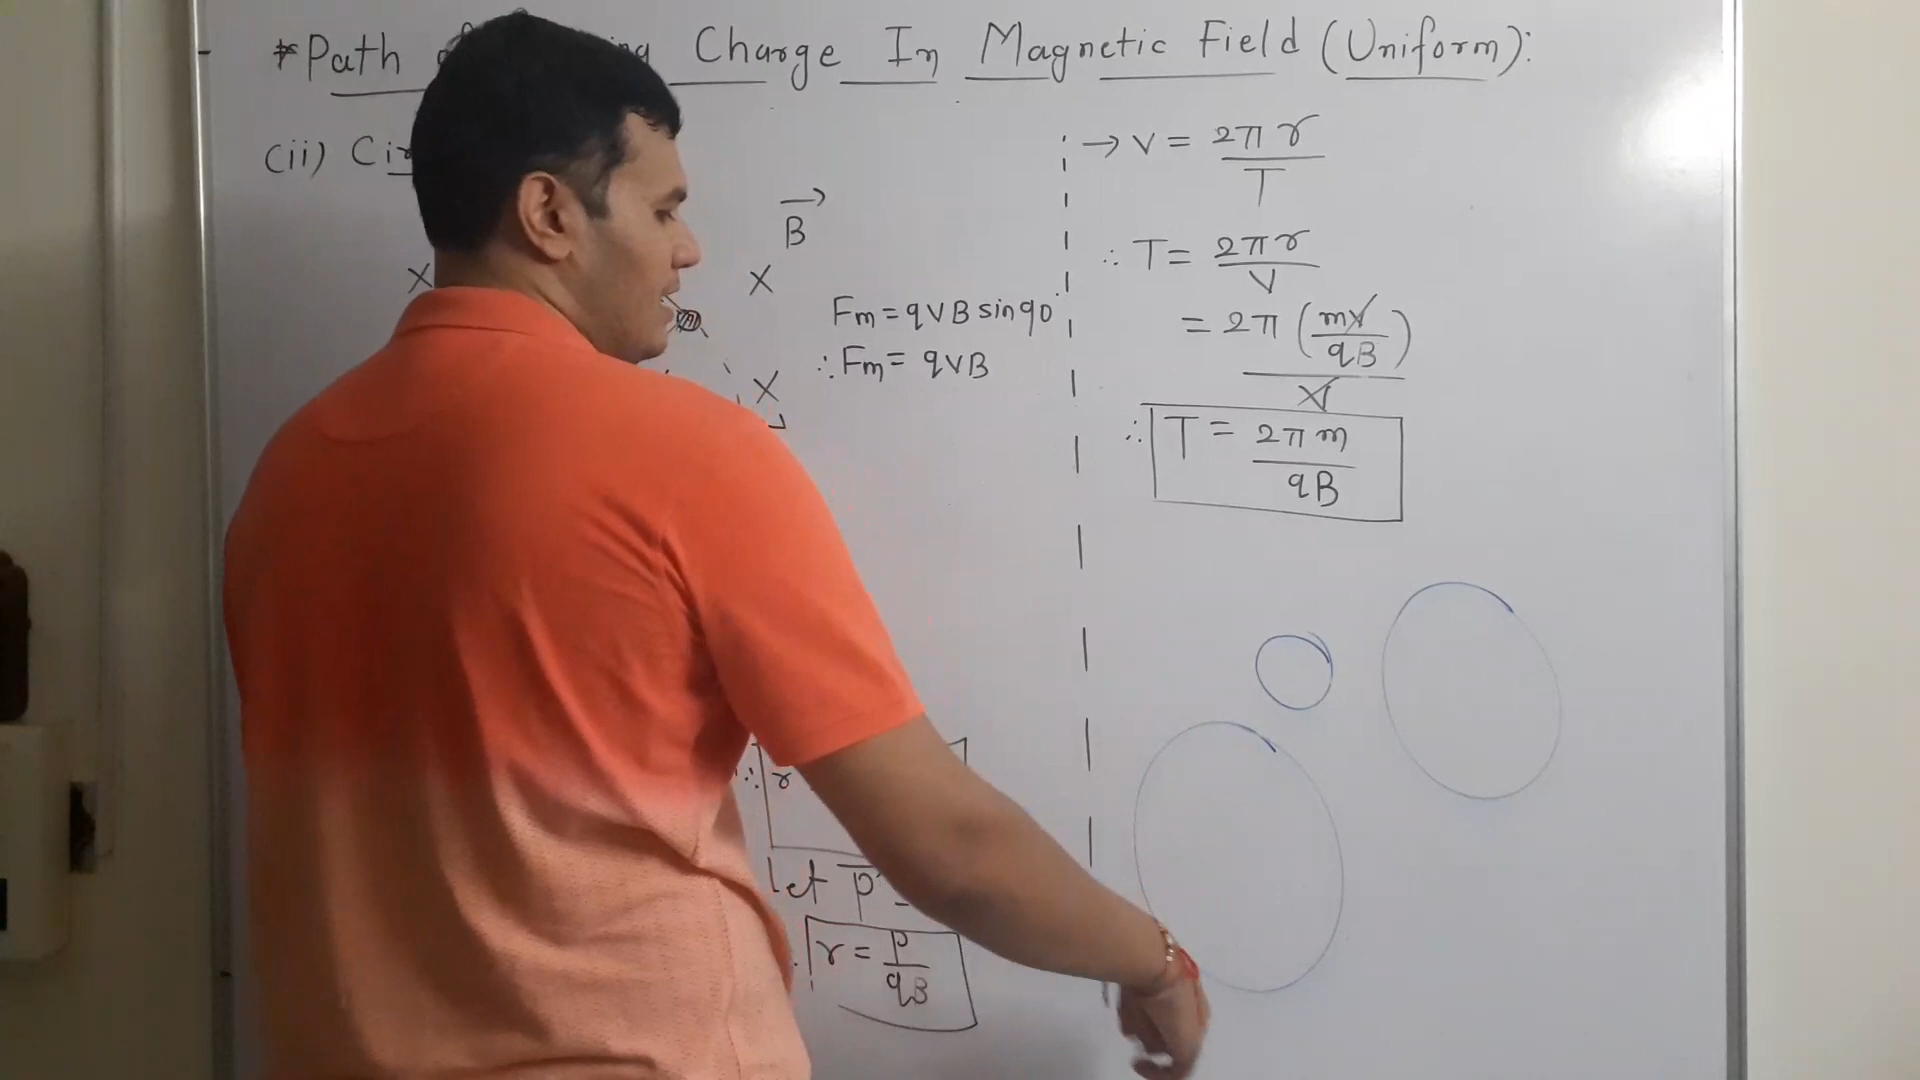 *Path Charge In Magnetic Field (Uniform):
(ii)
B
X X
Fm = qVB sin90
∴ Fm = qVB
X
∴ r
Let p
r = p/qB
→ V = 2πr/T
∴ T = 2πr/V
= 2π (mV/qB)/V
∴ T = 2πm/qB